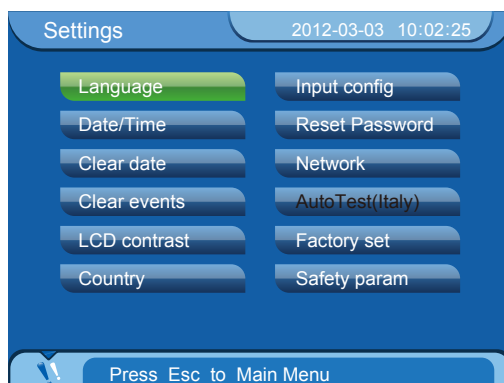 Settings 2012-03-03 10:02:25
Language
Date/Time
Clear date
Clear events
LCD contrast
Country
Input config
Reset Password
Network
AutoTest(Italy)
Factory set
Safety param
Press Esc to Main Menu